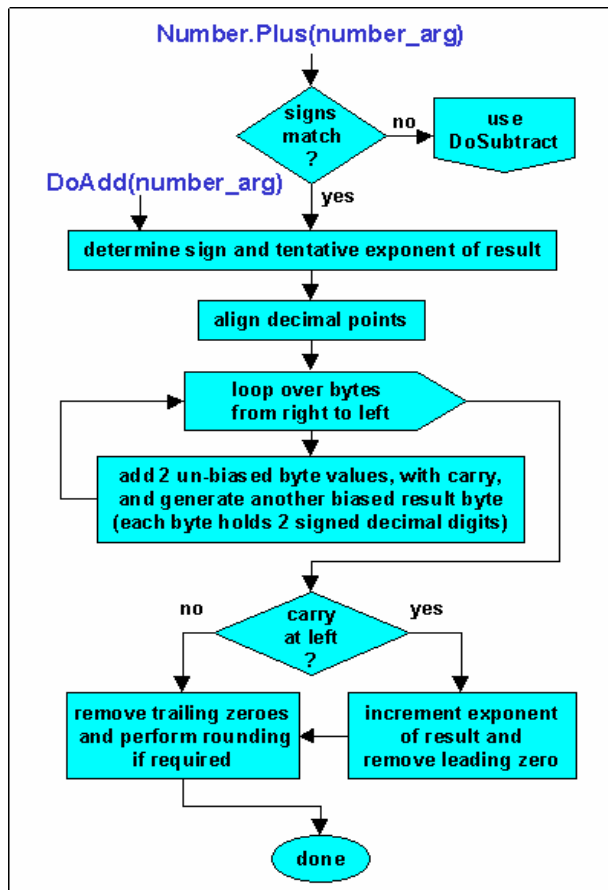 Number.Plus(number_arg)
signs
match
?
no
use
DoSubtract
DoAdd(number_arg)
yes
determine sign and tentative exponent of result
align decimal points
loop over bytes
from right to left
add 2 un-biased byte values, with carry,
and generate another biased result byte
(each byte holds 2 signed decimal digits)
no
carry
at left
?
yes
remove trailing zeroes
and perform rounding
if required
increment exponent
of result and
remove leading zero
done